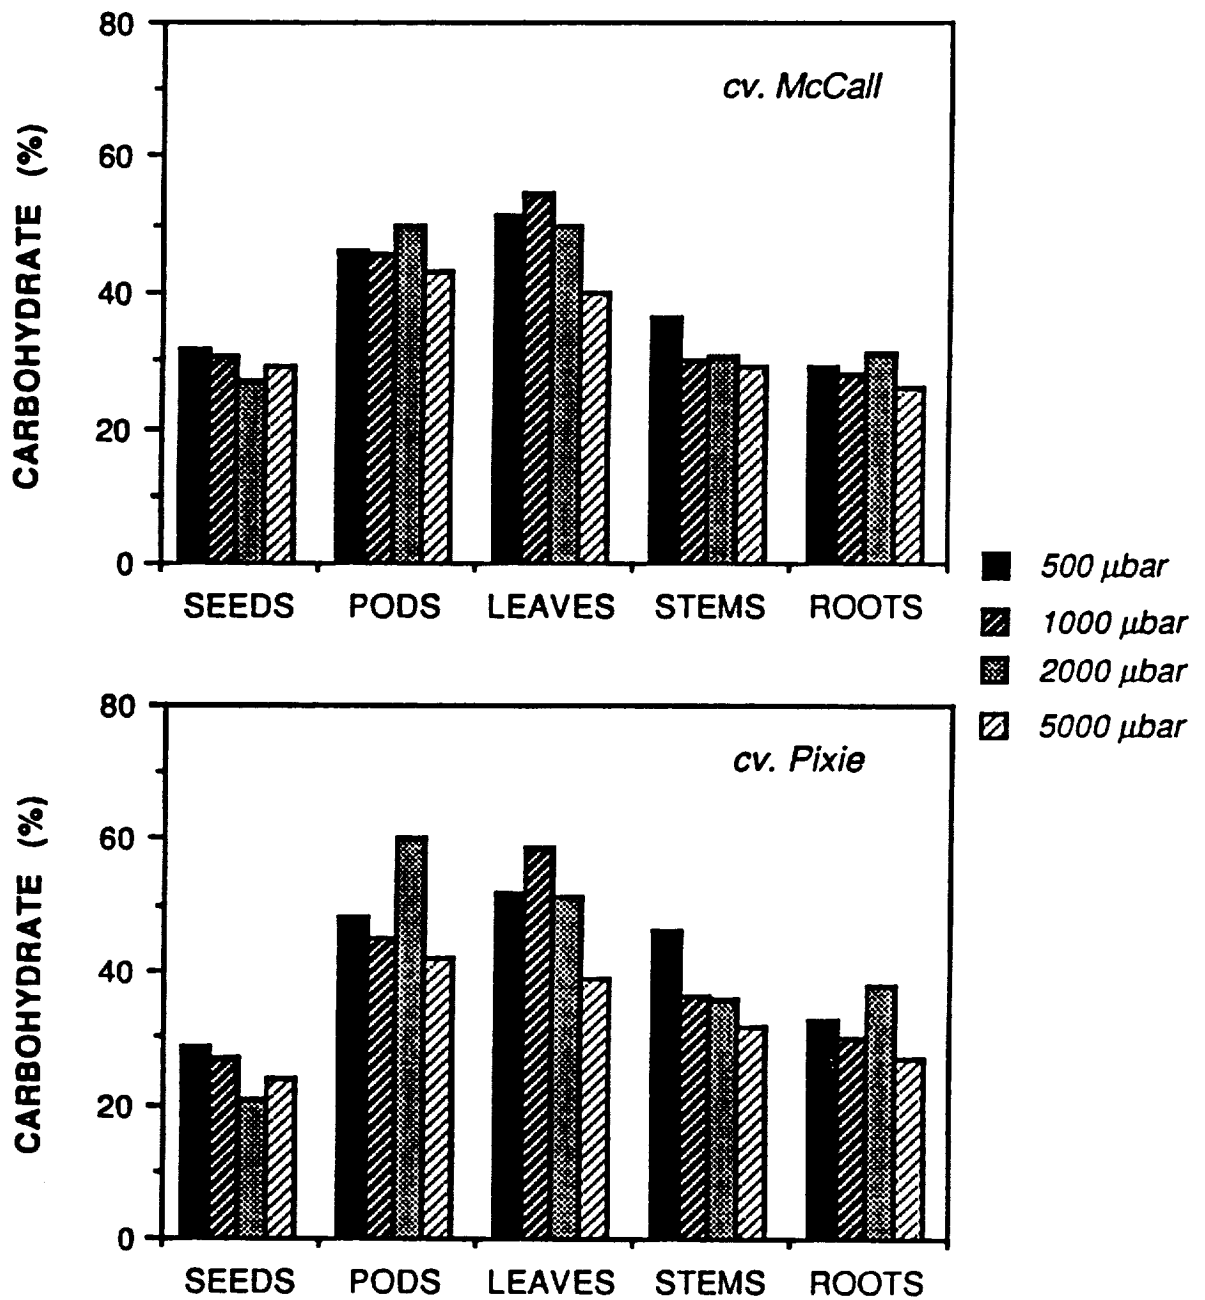 CARBOHYDRATE (%)
80
60
40
20
0
cv. McCall
SEEDS PODS LEAVES STEMS ROOTS
500 μbar
1000 μbar
2000 μbar
5000 μbar
CARBOHYDRATE (%)
80
60
40
20
0
cv. Pixie
SEEDS PODS LEAVES STEMS ROOTS